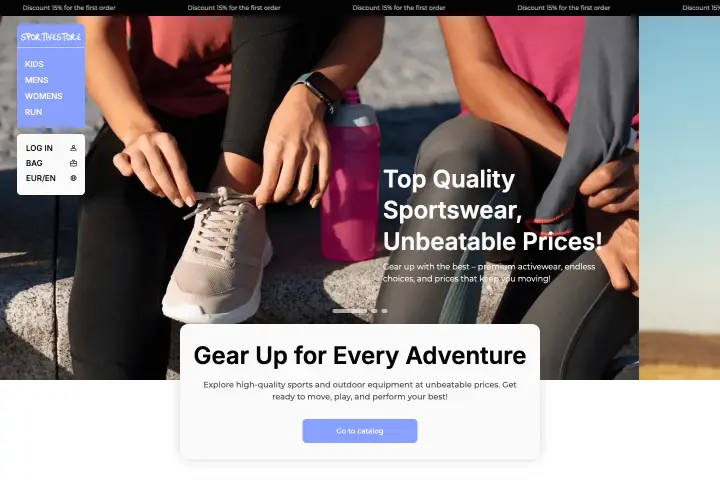 Discount 15% for the first order Discount 15% for the first order Discount 15% for the first order Discount 15% for the first order Discount 15%
SPORTIVESTORE
KIDS
MENS
WOMENS
RUN
LOG IN
BAG
EUR/EN
Top Quality
Sportswear,
Unbeatable Prices!
Gear up with the best – premium activewear, endless
choices, and prices that keep you moving!
Gear Up for Every Adventure
Explore high-quality sports and outdoor equipment at unbeatable prices. Get
ready to move, play, and perform your best!
Go to catalog